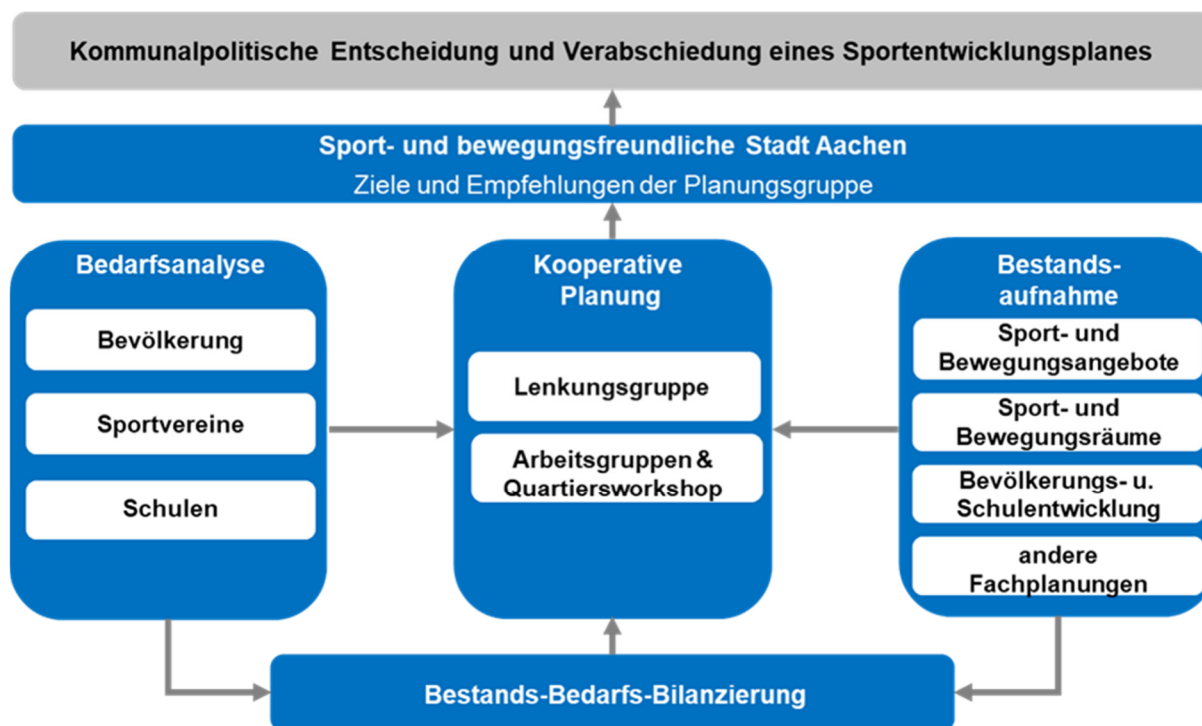 Kommunalpolitische Entscheidung und Verabschiedung eines Sportentwicklungsplanes
Sport- und bewegungsfreundliche Stadt Aachen
Ziele und Empfehlungen der Planungsgruppe
Bedarfsanalyse
Bevölkerung
Sportvereine
Schulen
Kooperative
Planung
Lenkungsgruppe
Arbeitsgruppen &
Quartiersworkshop
Bestands-
aufnahme
Sport- und
Bewegungsangebote
Sport- und
Bewegungsräume
Bevölkerungs- u.
Schulentwicklung
andere
Fachplanungen
Bestands-Bedarfs-Bilanzierung